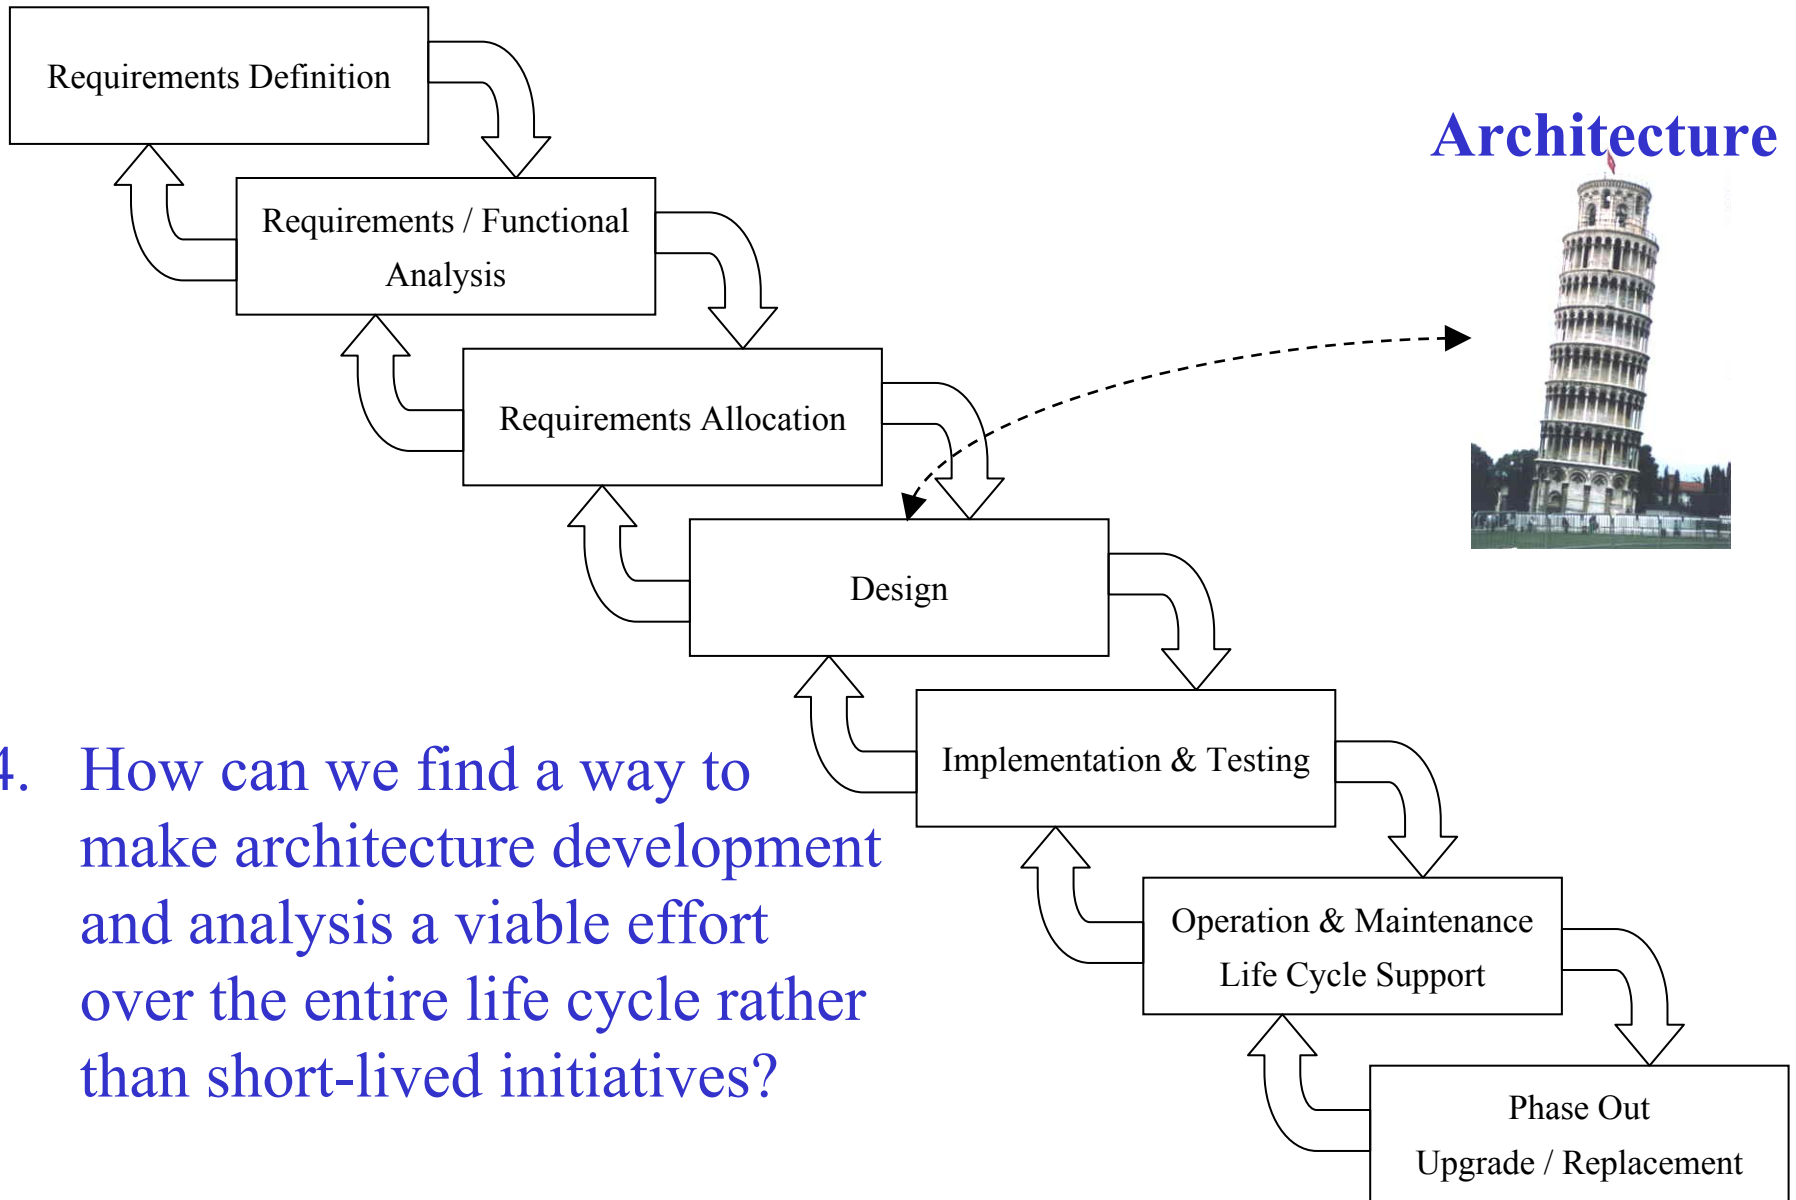 Requirements Definition
Architecture
Requirements / Functional
Analysis
Requirements Allocation
Design
4. How can we find a way to
make architecture development
and analysis a viable effort
over the entire life cycle rather
than short-lived initiatives?
Implementation & Testing
Operation & Maintenance
Life Cycle Support
Phase Out
Upgrade / Replacement